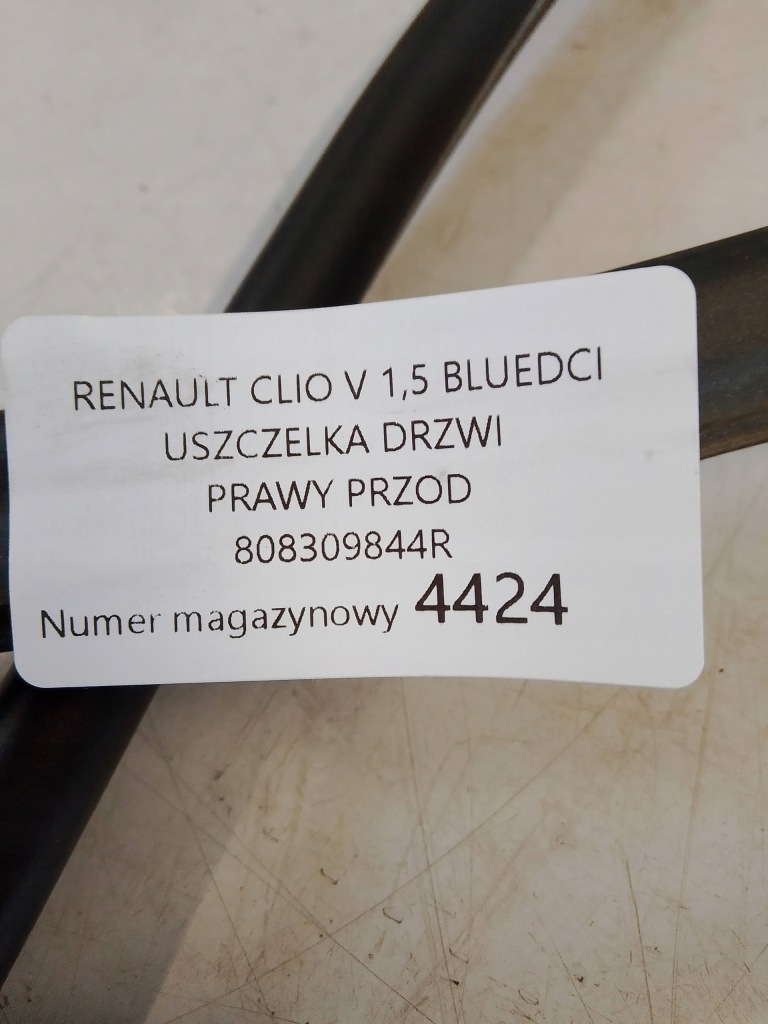 RENAULT CLIO V 1,5 BLUEDCI
USZCZELKA DRZWI
PRAWY PRZOD
808309844R
Numer magazynowy 4424